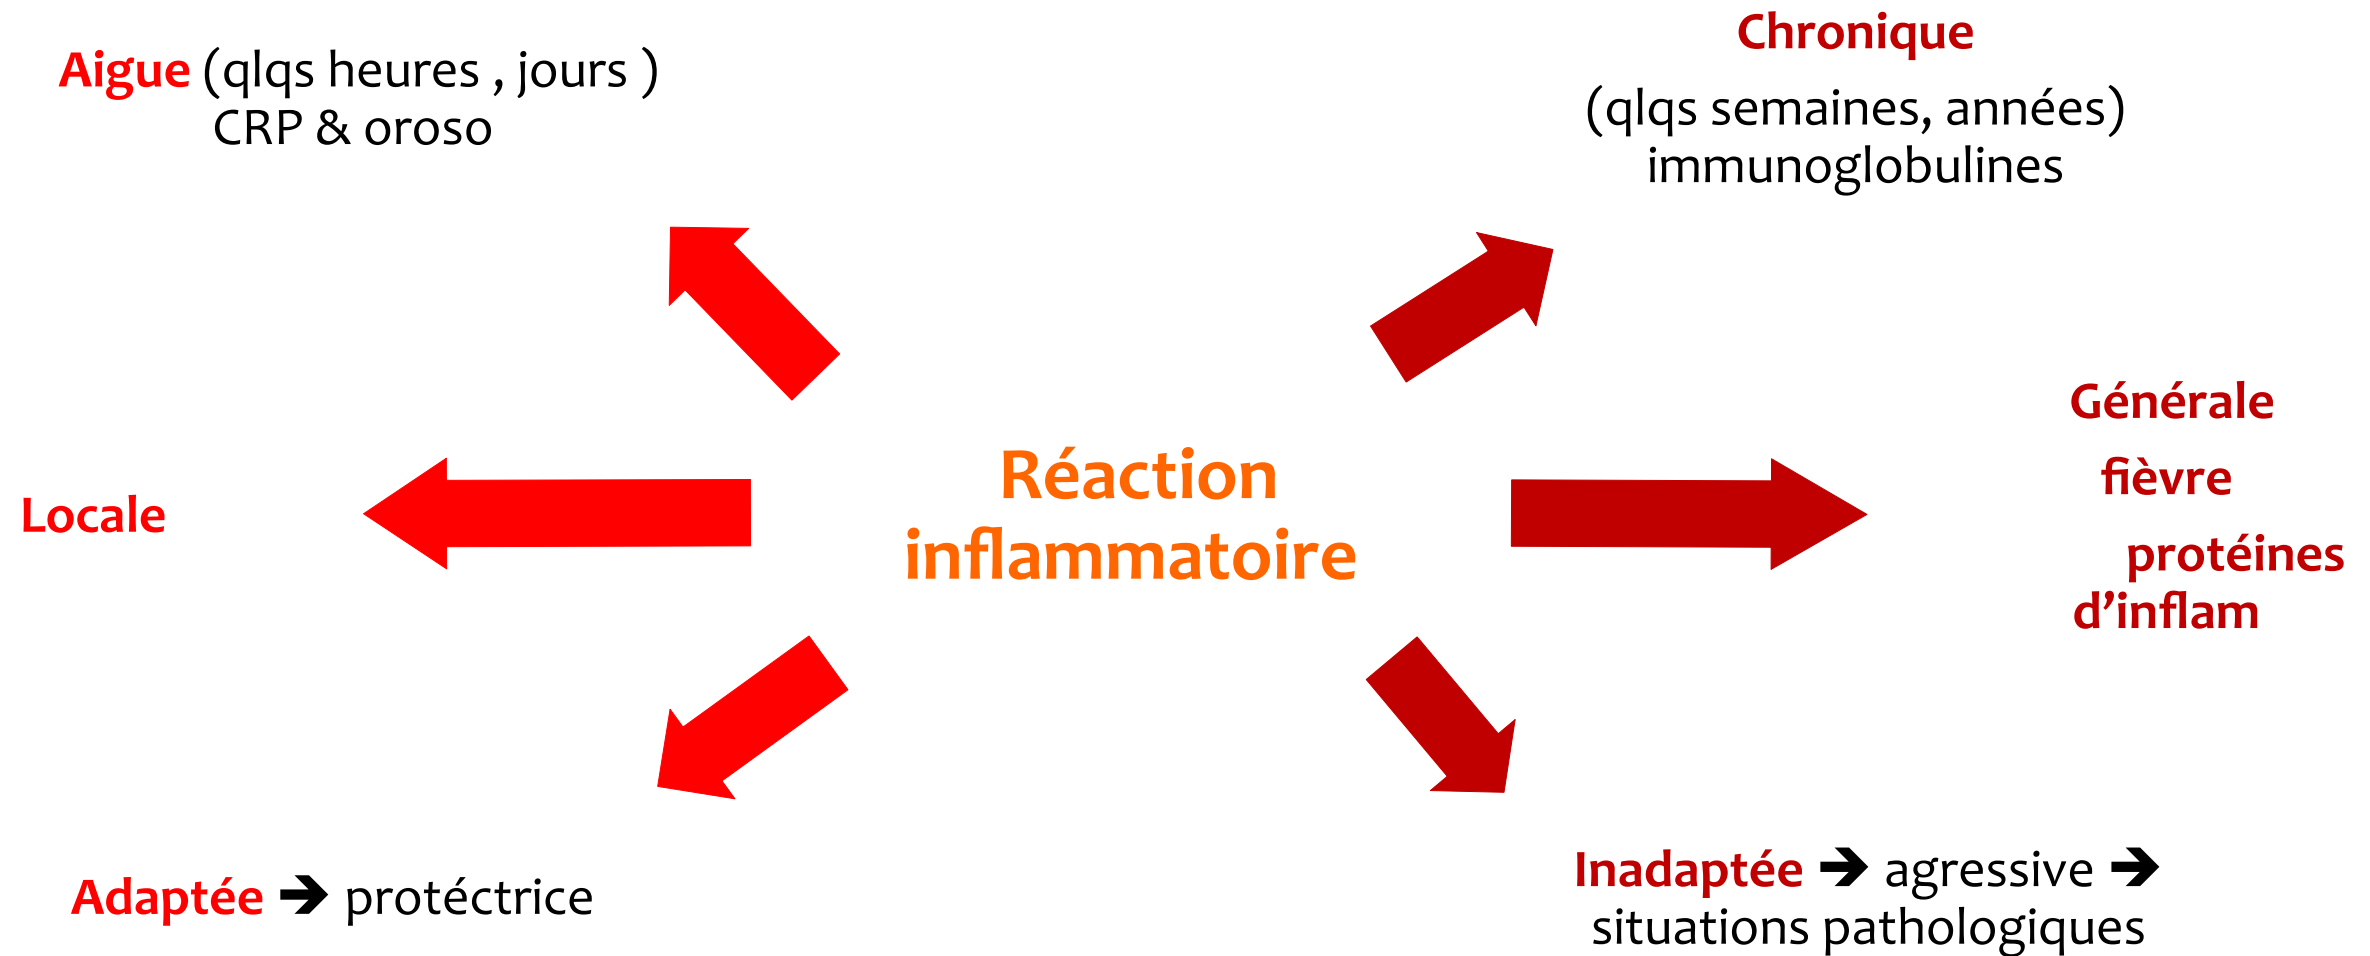 Aigue (qlqs heures , jours )
CRP & oroso
Chronique
(qlqs semaines, années)
immunoglobulines
Locale
Réaction
inflammatoire
Générale
fièvre
protéines
d’inflam
Adaptée 🡺 protéctrice
Inadaptée 🡺 agressive 🡺
situations pathologiques